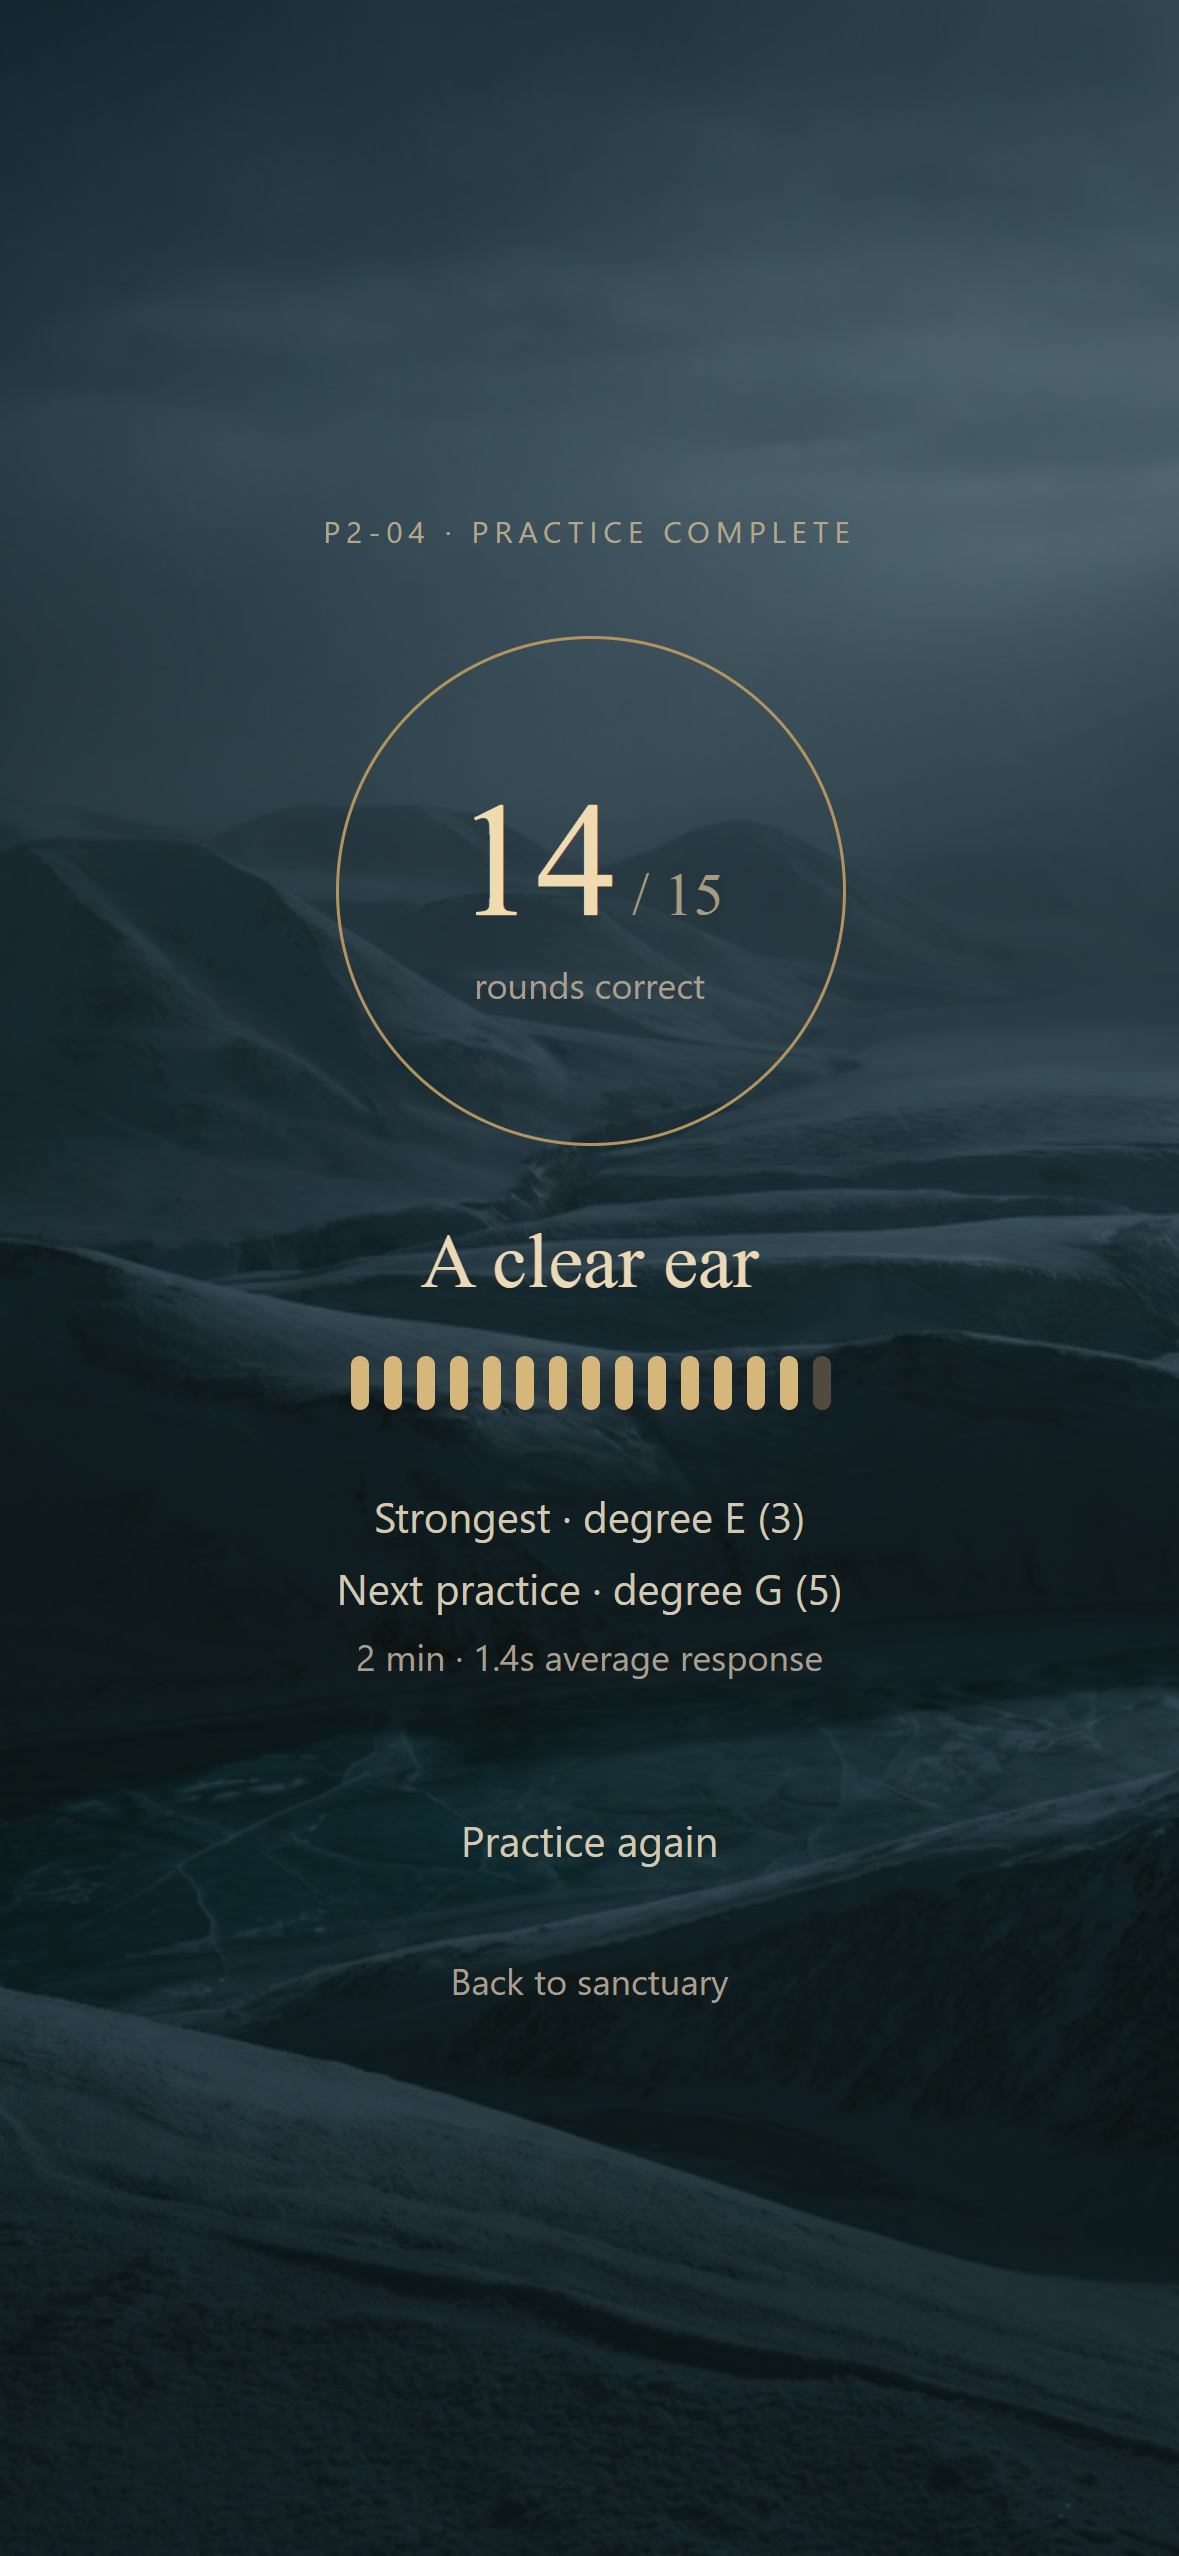 P2-04 · PRACTICE COMPLETE
14 / 15
rounds correct
A clear ear
Strongest · degree E (3)
Next practice · degree G (5)
2 min · 1.4s average response
Practice again
Back to sanctuary